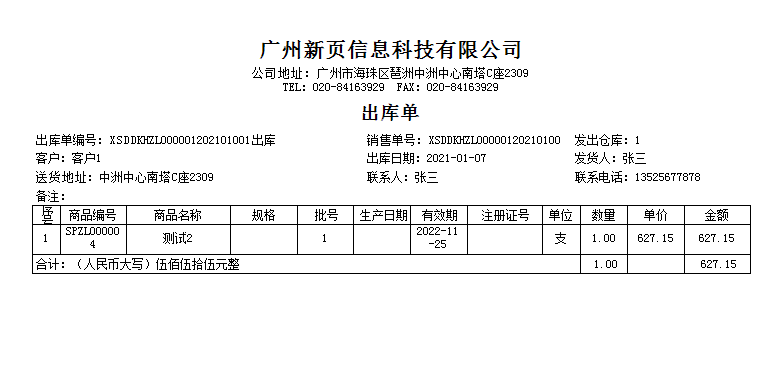 广州新页信息科技有限公司
公司地址：广州市海珠区琶洲中洲中心南塔C座2309
TEL：020-84163929 FAX：020-84163929
出库单
出库单编号：XSDDKHZL000001202101001出库 销售单号：XSDDKHZL00000120210100 发出仓库：1
客户：客户1 出库日期：2021-01-07 发货人：张三
送货地址：中洲中心南塔C座2309 联系人：张三 联系电话：13525677878
备注：
序号 商品编号 商品名称 规格 批号 生产日期 有效期 注册证号 单位 数量 单价 金额
1 SPZL000004 测试2 1 2022-11-25 支 1.00 627.15 627.15
合计：（人民币大写）伍佰伍拾伍元整 1.00 627.15